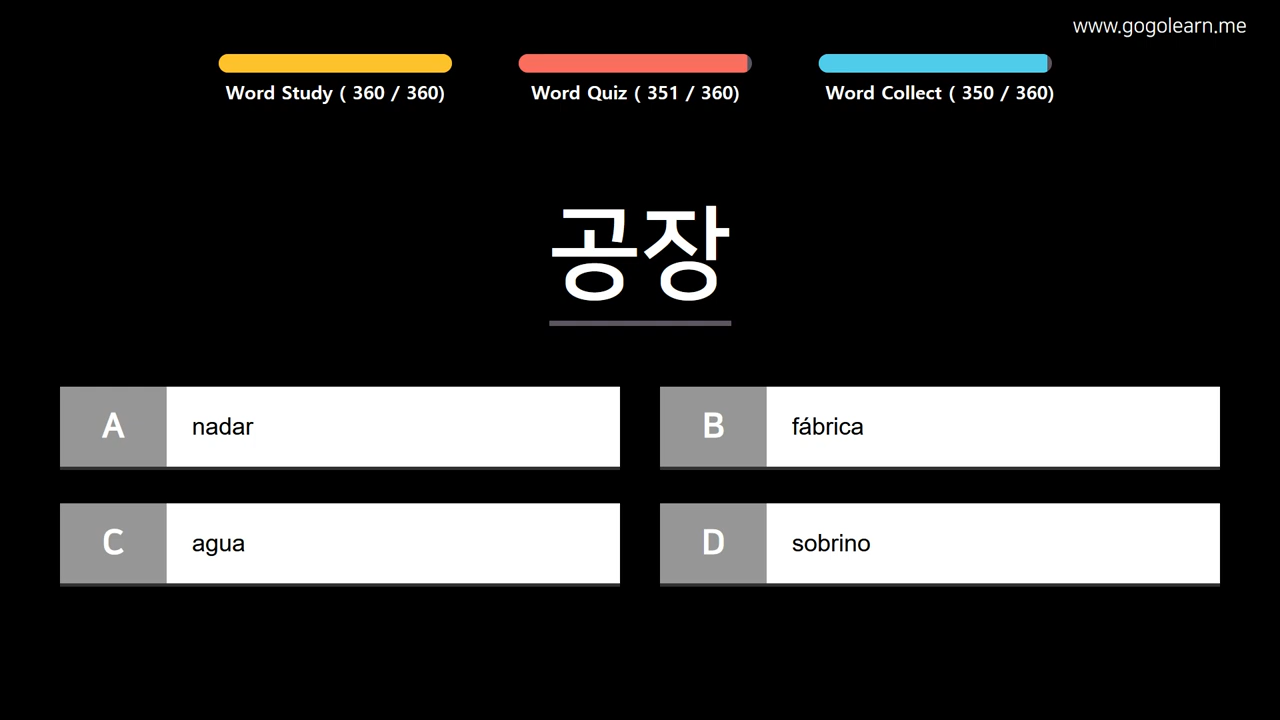 www.gogolearn.me
Word Study ( 360 / 360)
Word Quiz ( 351 / 360)
Word Collect ( 350 / 360)
공장
A nadar
B fábrica
C agua
D sobrino